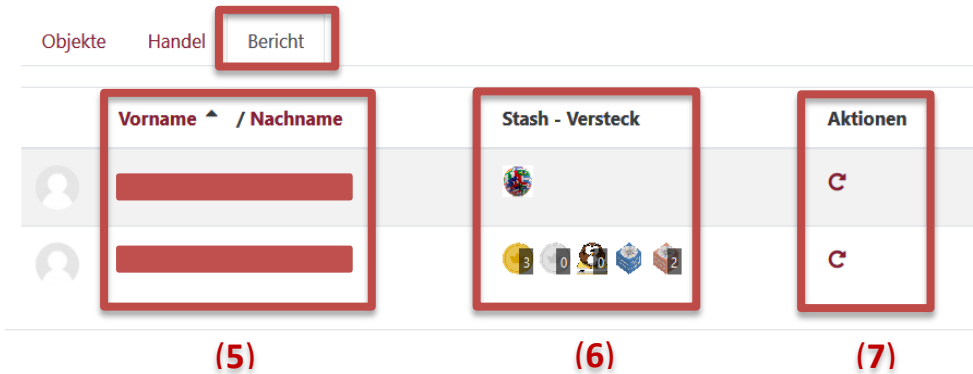 Objekte Handel Bericht
Vorname / Nachname Stash - Versteck Aktionen
3 0 0 2
(5) (6) (7)